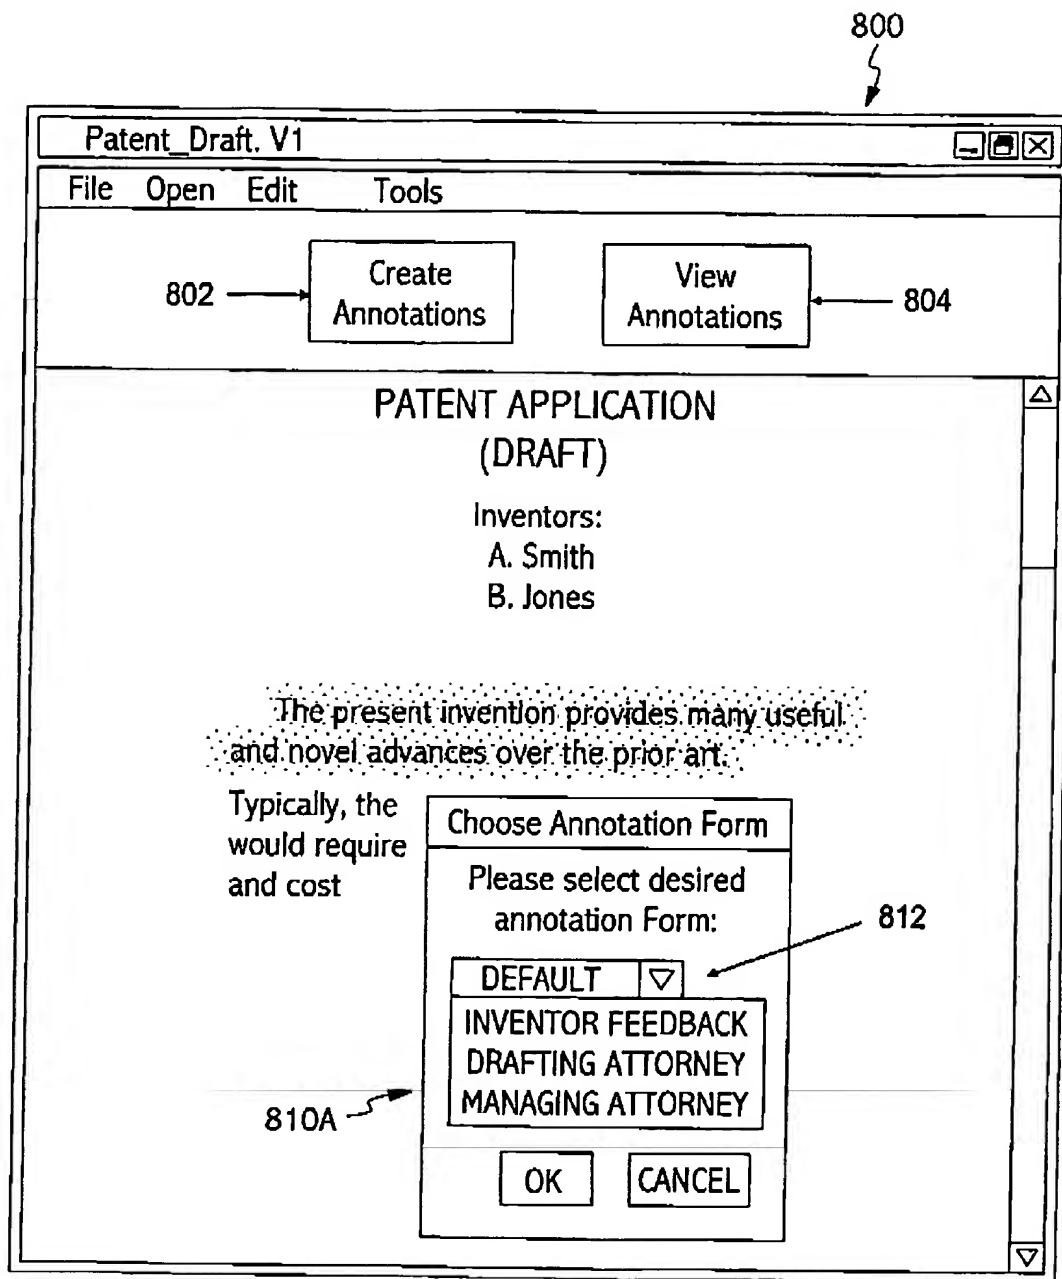 800
Patent_Draft. V1
File Open Edit Tools
Create
Annotations
View
Annotations
802
804
PATENT APPLICATION
(DRAFT)
Inventors:
A. Smith
B. Jones
The present invention provides many useful
and novel advances over the prior art.
Typically, the
would require
and cost
Choose Annotation Form
Please select desired
annotation Form:
812
DEFAULT
INVENTOR FEEDBACK
DRAFTING ATTORNEY
MANAGING ATTORNEY
810A
OK CANCEL